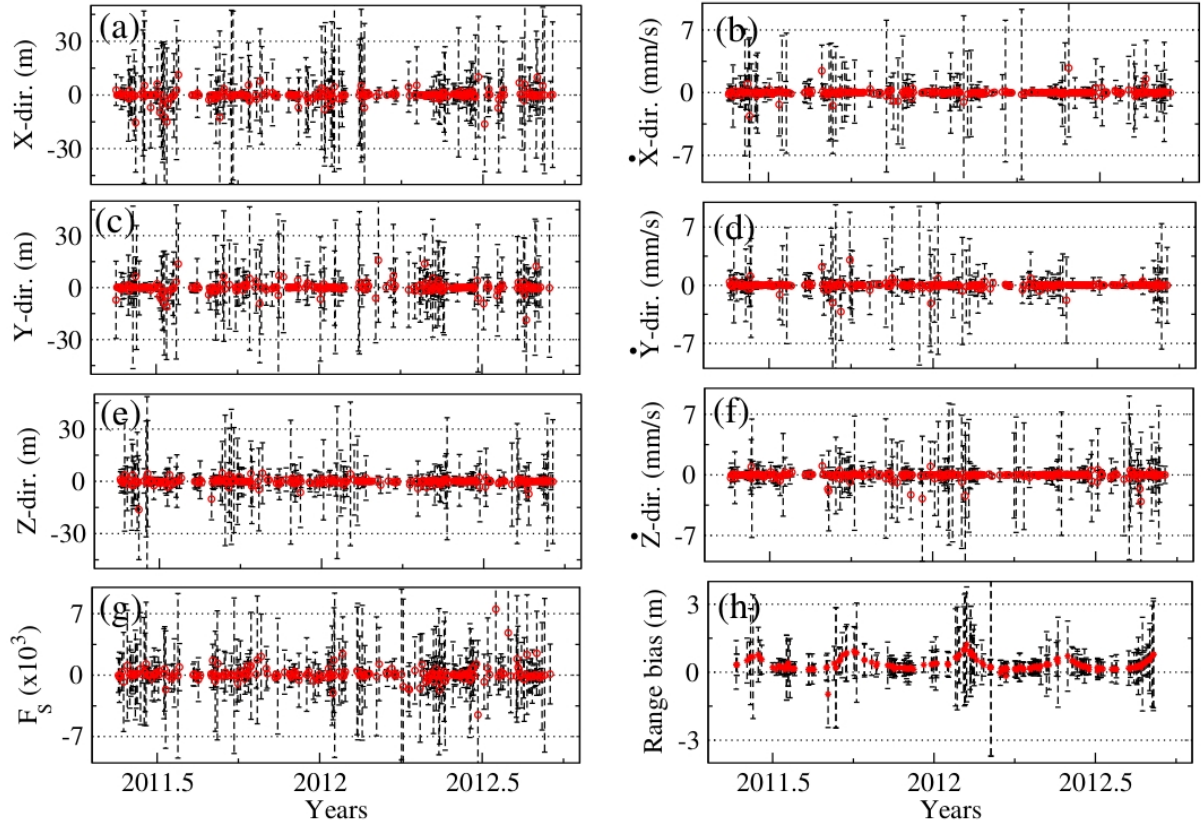 (a)
X-dir. (m)
30
0
-30
(b)
Ẋ-dir. (mm/s)
7
0
-7
(c)
Y-dir. (m)
30
0
-30
(d)
Ẏ-dir. (mm/s)
7
0
-7
(e)
Z-dir. (m)
30
0
-30
(f)
Ż-dir. (mm/s)
7
0
-7
(g)
F_S (x10³)
7
0
-7
2011.5 2012 2012.5
Years
(h)
Range bias (m)
3
0
-3
2011.5 2012 2012.5
Years